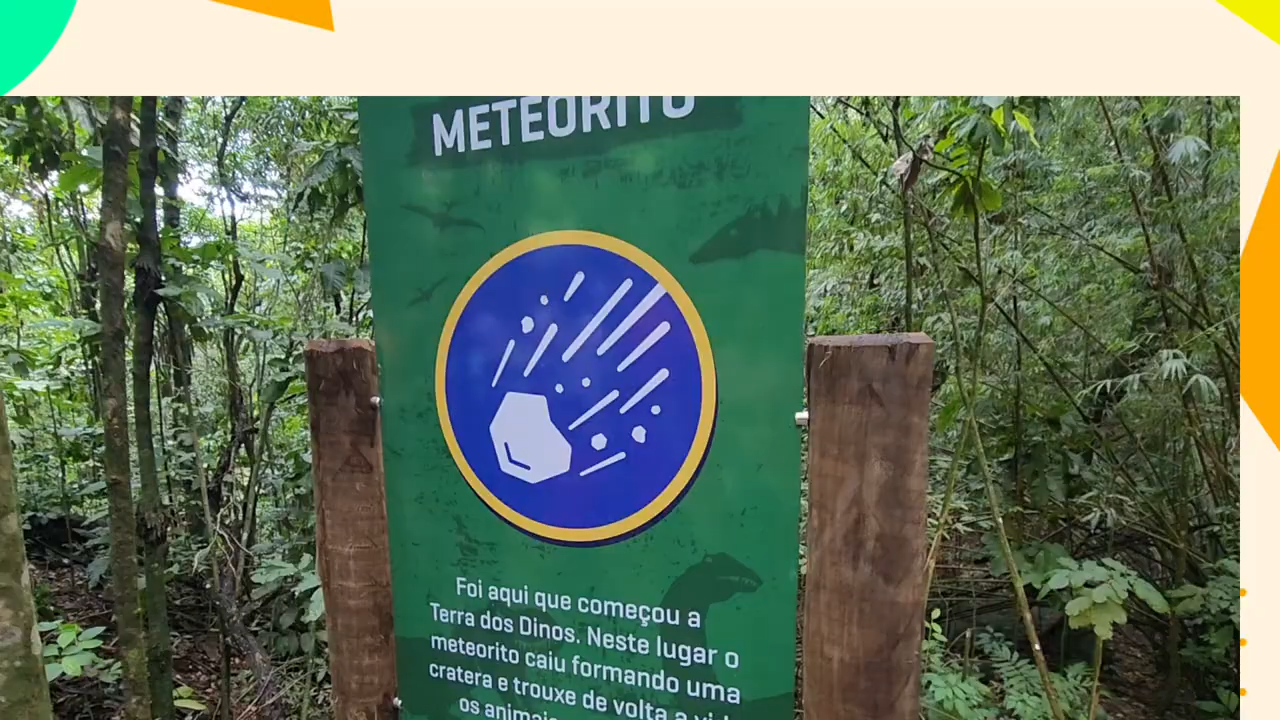 METEORITO
Foi aqui que começou a
Terra dos Dinos. Neste lugar o
meteorito caiu formando uma
cratera e trouxe de volta a
os